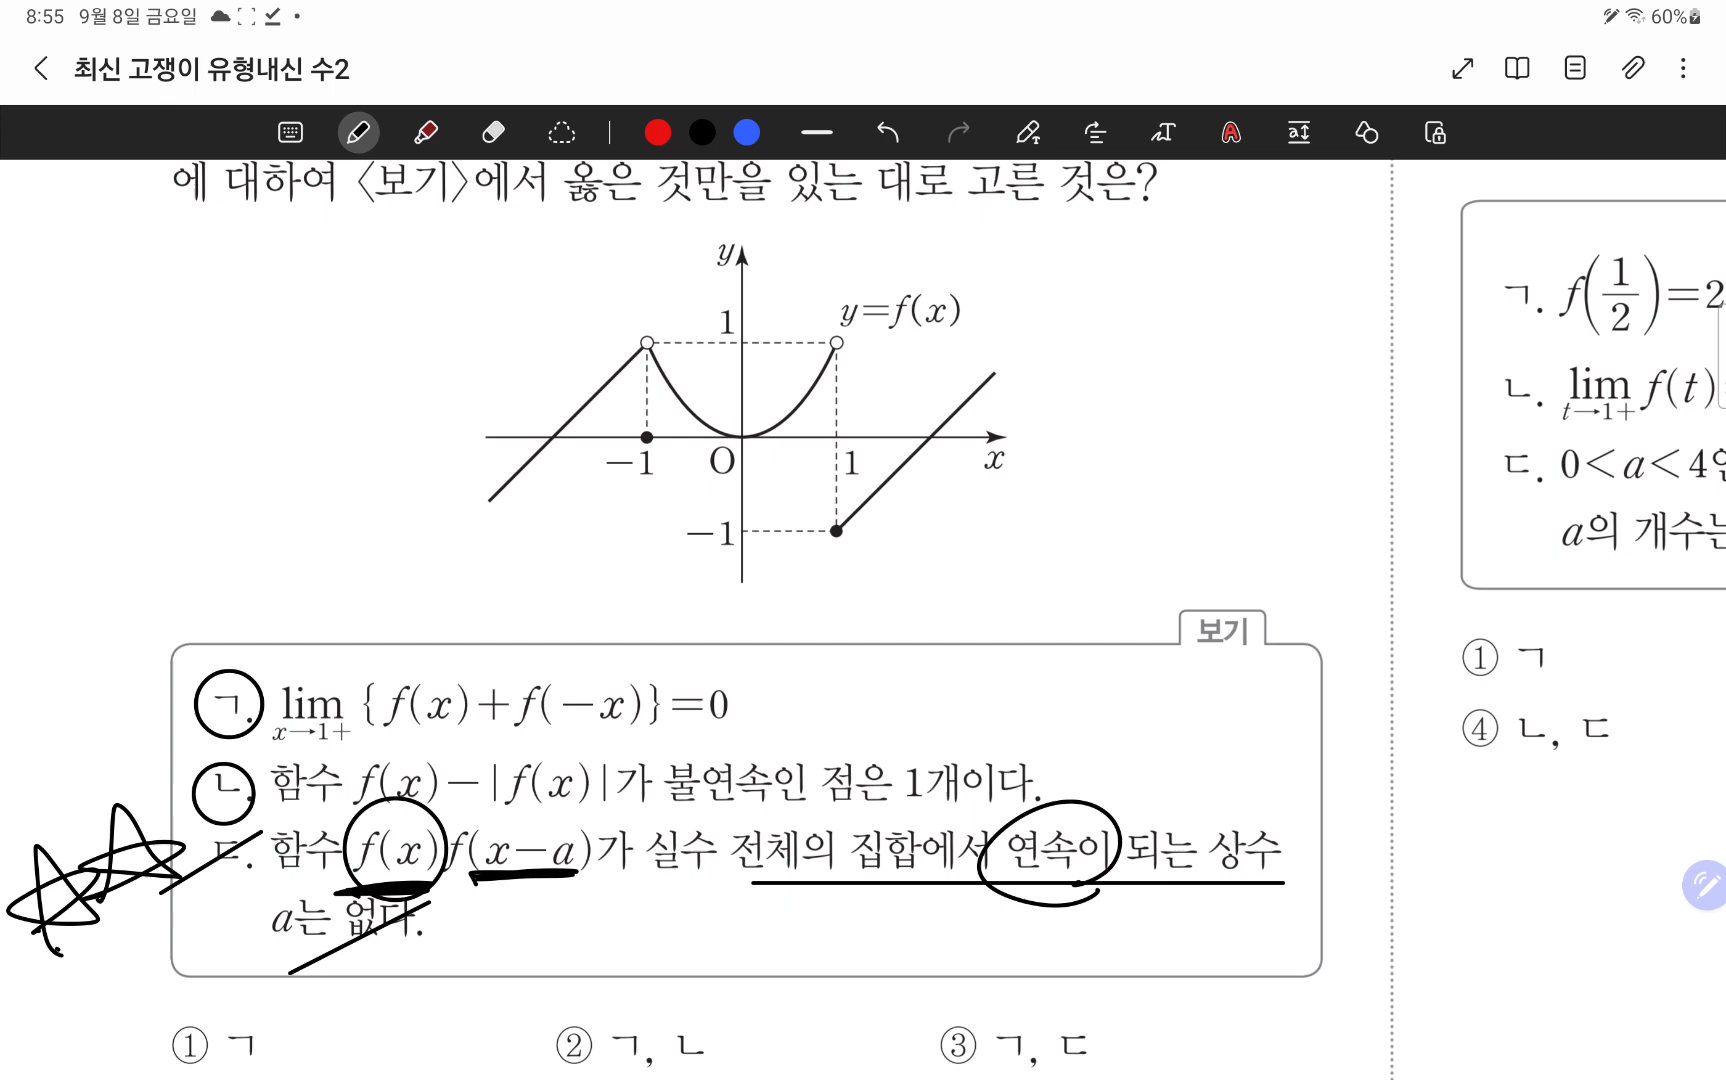 8:55 9월 8일 금요일
60%
최신 고쟁이 유형내신 수2
에 대하여 〈보기〉에서 옳은 것만을 있는 대로 고른 것은?
y
1
y=f(x)
-1
O
1
x
-1
보기
ㄱ. lim x→1+ {f(x)+f(-x)}=0
ㄴ. 함수 f(x)-|f(x)|가 불연속인 점은 1개이다.
ㄷ. 함수 f(x)f(x-a)가 실수 전체의 집합에서 연속이 되는 상수
a는 없다.
① ㄱ ② ㄱ, ㄴ ③ ㄱ, ㄷ
ㄱ. f(1/2)=2
ㄴ. lim t→1+ f(t)
ㄷ. 0<a<4인
a의 개수는
① ㄱ
④ ㄴ, ㄷ